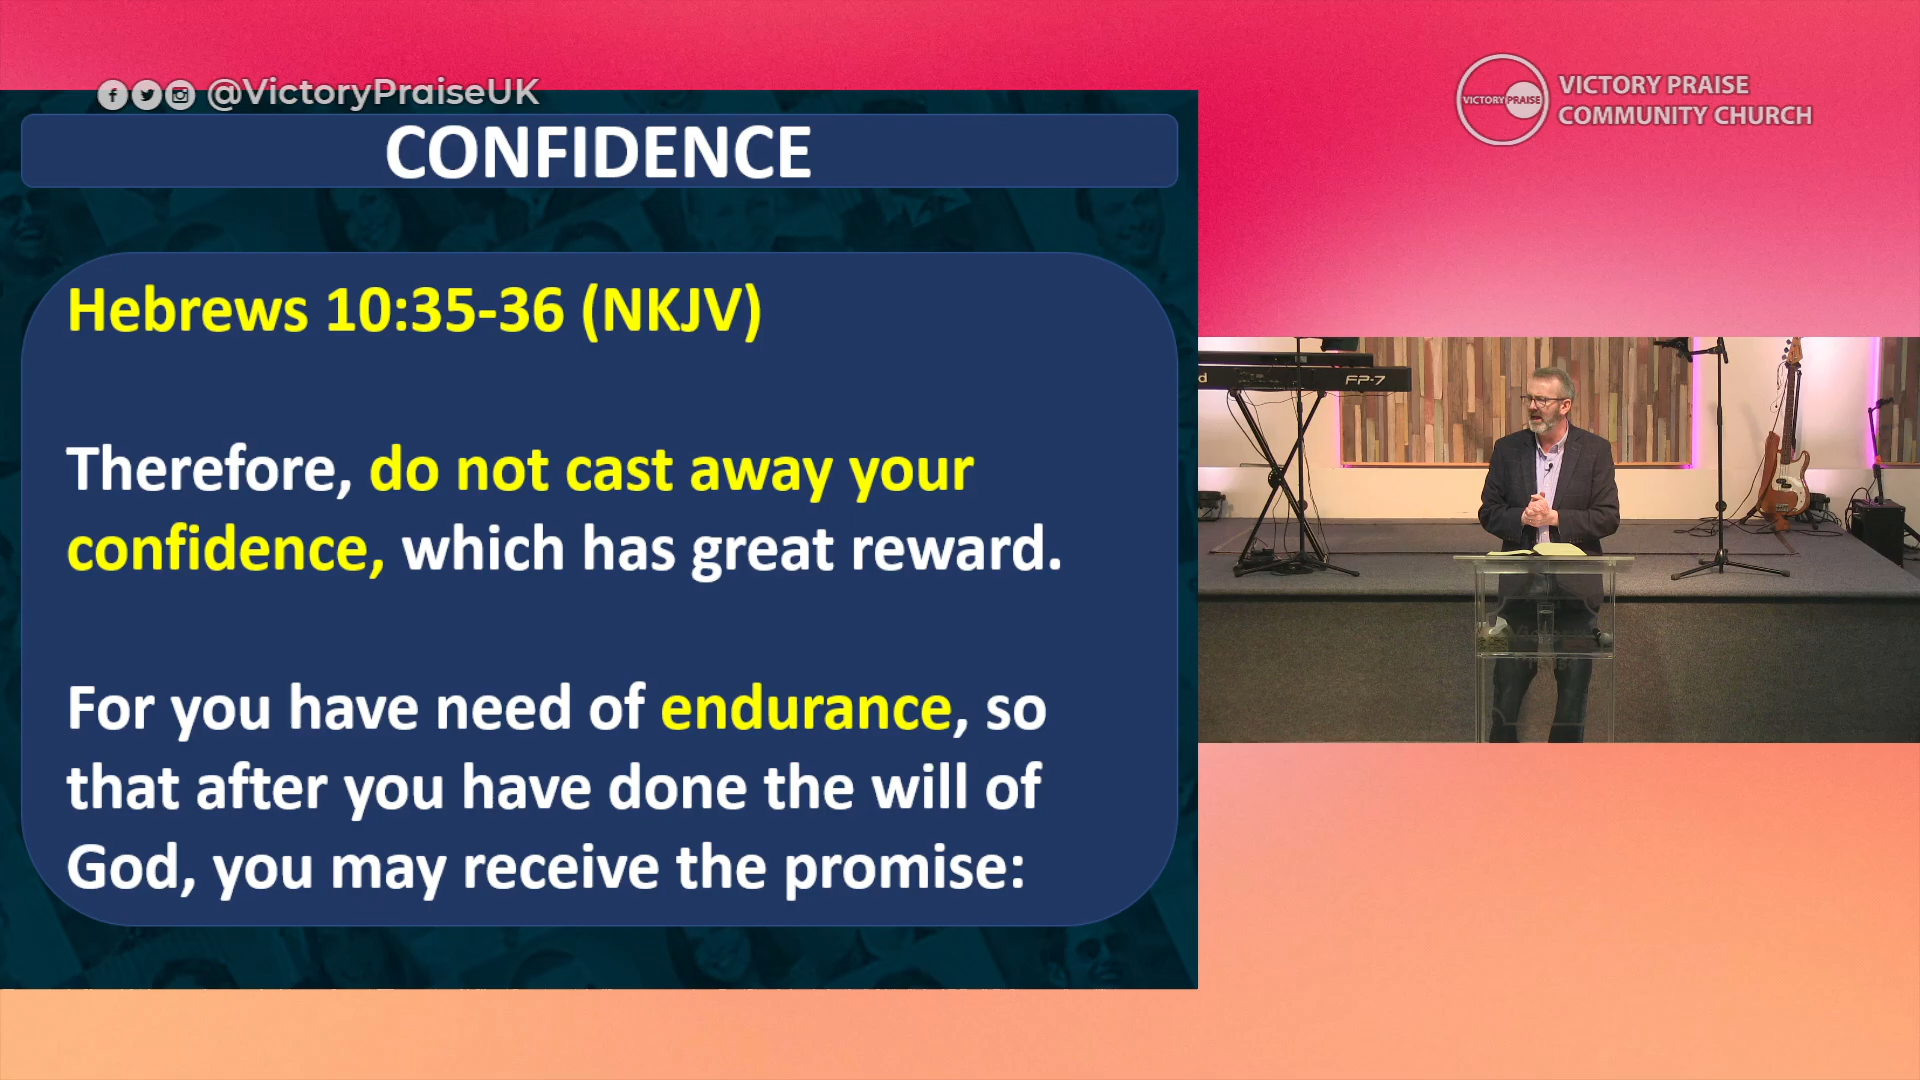 @VictoryPraiseUK
VICTORY PRAISE
VICTORY PRAISE
COMMUNITY CHURCH
CONFIDENCE
Hebrews 10:35-36 (NKJV)
Therefore, do not cast away your
confidence, which has great reward.
For you have need of endurance, so
that after you have done the will of
God, you may receive the promise:
FP-7